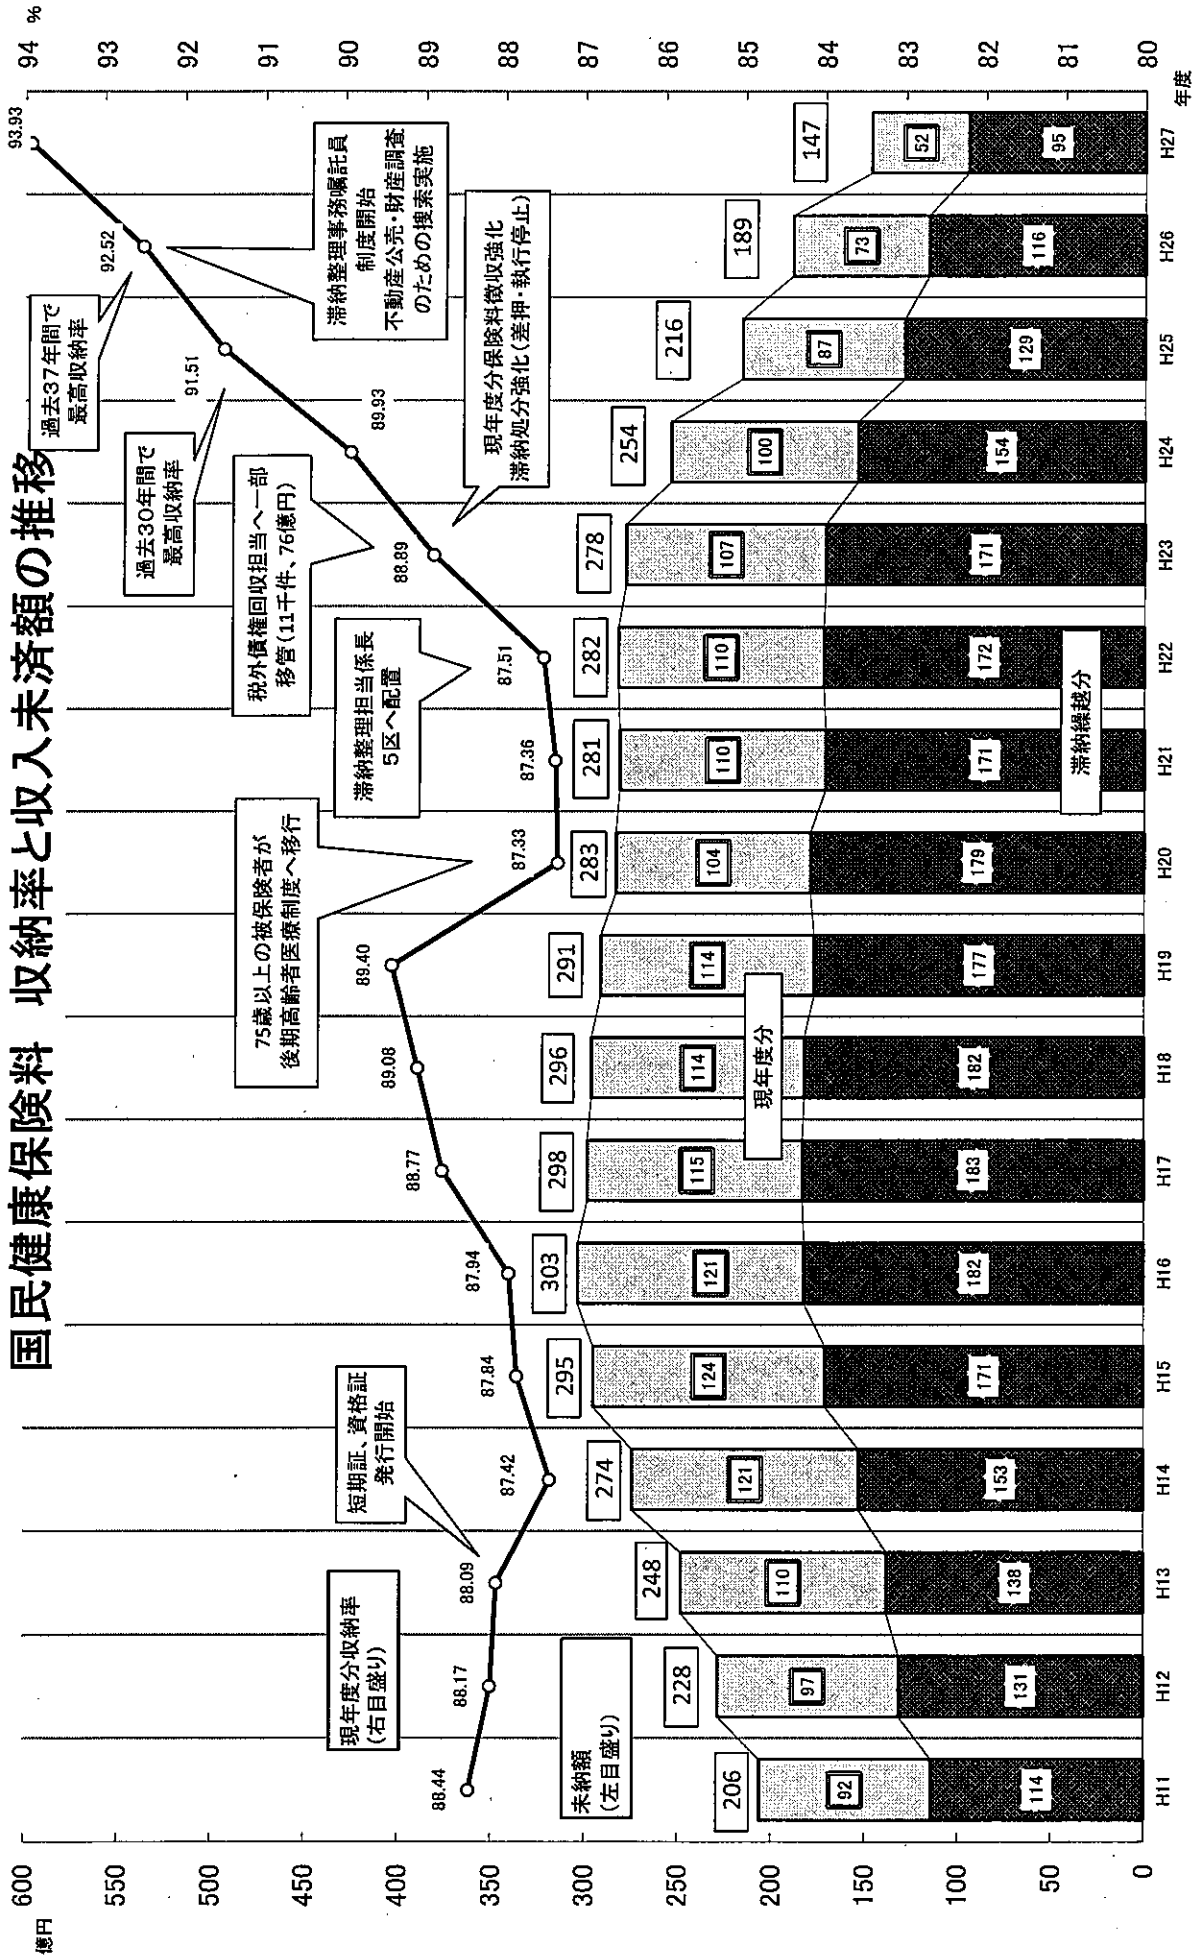 国民健康保険料　収納率と収入未済額の推移
億円
600
550
500
450
400
350
300
250
200
150
100
50
0
%
94
93
92
91
90
89
88
87
86
85
84
83
82
81
80
現年度分収納率
(右目盛り)
短期証、資格証
発行開始
75歳以上の被保険者が
後期高齢者医療制度へ移行
滞納整理担当係長
5区へ配置
税外債権回収担当へ一部
移管(11千件、76億円)
過去30年間で
最高収納率
過去37年間で
最高収納率
現年度分保険料徴収強化
滞納処分強化(差押・執行停止)
滞納整理事務嘱託員
制度開始
不動産公売・財産調査
のための捜索実施
88.44
88.17
88.09
87.42
87.84
87.94
88.77
89.08
89.40
87.33
87.36
87.51
88.89
89.93
91.51
92.52
93.93
未納額
(左目盛り)
206
228
248
274
295
303
298
296
291
283
281
282
278
254
216
189
147
92
97
110
121
124
121
115
114
114
104
110
110
107
100
87
73
52
現年度分
114
131
138
153
171
182
183
182
177
179
171
172
171
154
129
116
95
滞納繰越分
H11
H12
H13
H14
H15
H16
H17
H18
H19
H20
H21
H22
H23
H24
H25
H26
H27
年度